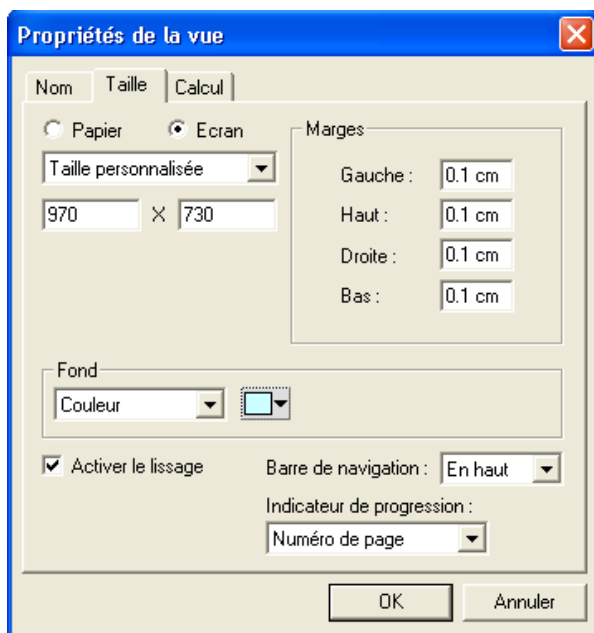 Propriétés de la vue
Nom Taille Calcul
Papier Ecran
Taille personnalisée
970 X 730
Marges
Gauche : 0.1 cm
Haut : 0.1 cm
Droite : 0.1 cm
Bas : 0.1 cm
Fond
Couleur
Activer le lissage
Barre de navigation : En haut
Indicateur de progression :
Numéro de page
OK Annuler